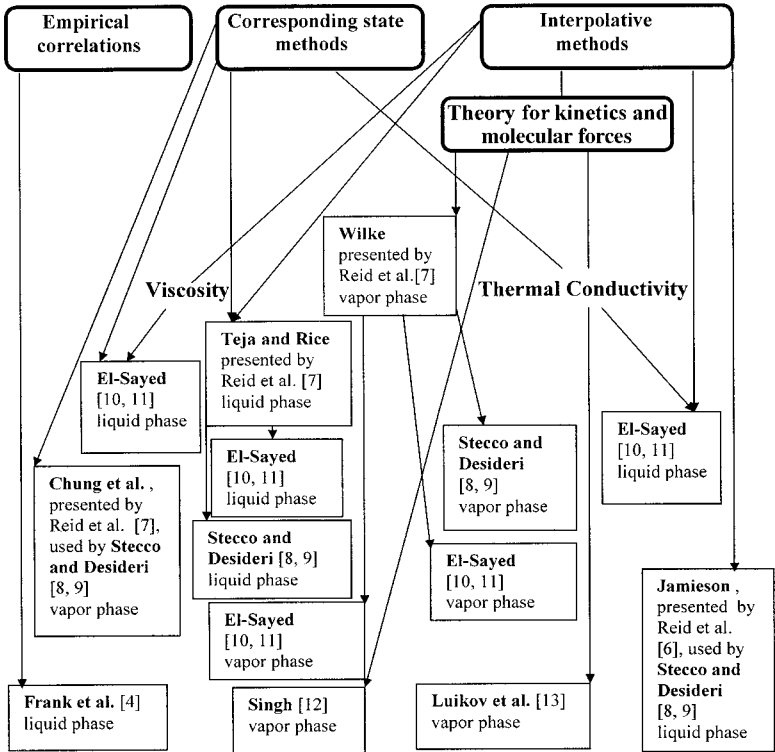 Empirical
correlations
Corresponding state
methods
Interpolative
methods
Theory for kinetics and
molecular forces
Wilke
presented by
Reid et al.[7]
vapor phase
Viscosity
Thermal Conductivity
Teja and Rice
presented by
Reid et al. [7]
liquid phase
El-Sayed
[10, 11]
liquid phase
El-Sayed
[10, 11]
liquid phase
Stecco and
Desideri
[8, 9]
vapor phase
El-Sayed
[10, 11]
liquid phase
Chung et al. ,
presented by
Reid et al. [7],
used by Stecco
and Desideri
[8, 9]
vapor phase
Stecco and
Desideri [8, 9]
liquid phase
El-Sayed
[10, 11]
vapor phase
El-Sayed
[10, 11]
vapor phase
Jamieson ,
presented by
Reid et al.
[6], used by
Stecco and
Desideri
[8, 9]
liquid phase
Frank et al. [4]
liquid phase
Singh [12]
vapor phase
Luikov et al. [13]
vapor phase